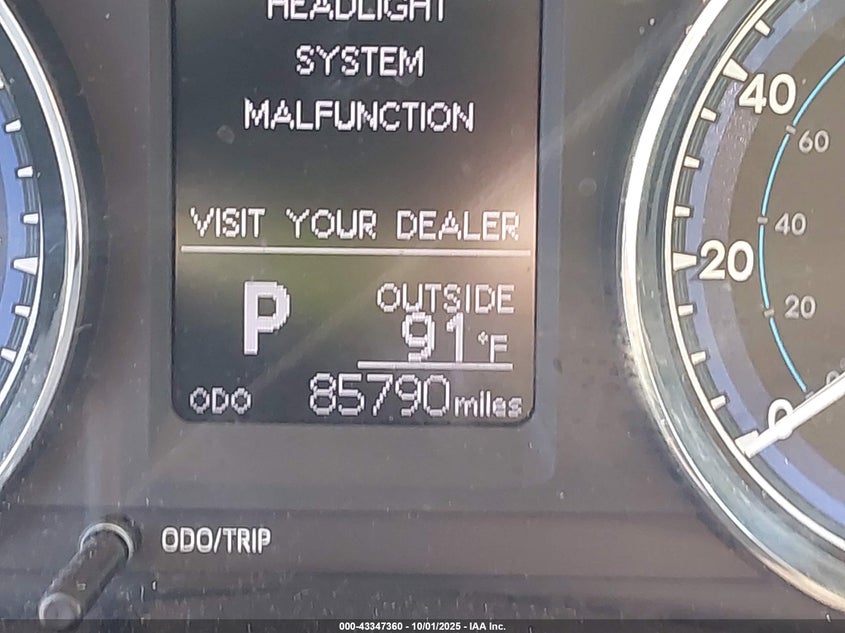 HEADLIGHT
SYSTEM
MALFUNCTION
VISIT YOUR DEALER
P
OUTSIDE
91°F
ODO 85790 miles
ODO/TRIP
40
60
40
20
20
0
000-43347360 - 10/01/2025 - IAA Inc.